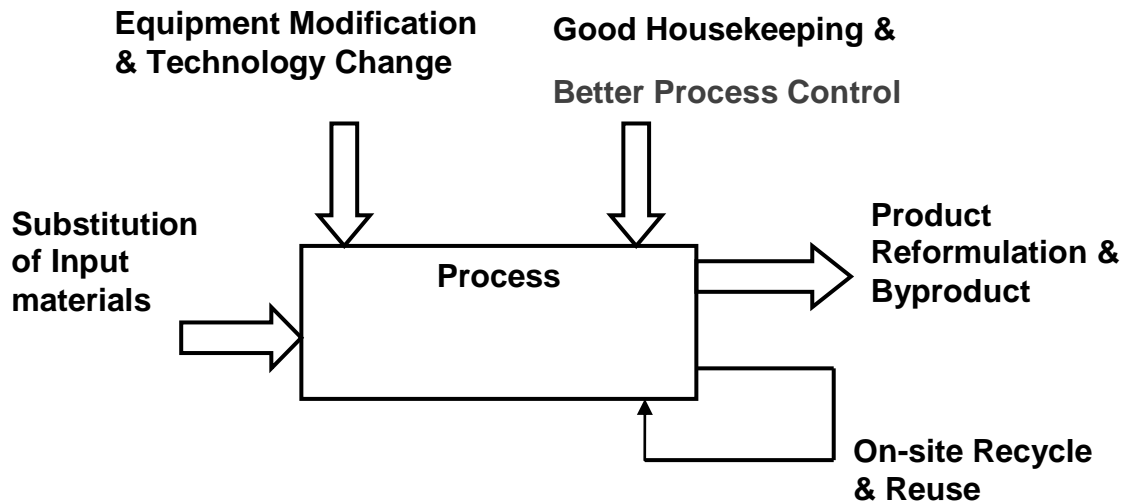 Equipment Modification
& Technology Change
Good Housekeeping &
Better Process Control
Substitution
of Input
materials
Process
Product
Reformulation &
Byproduct
On-site Recycle
& Reuse